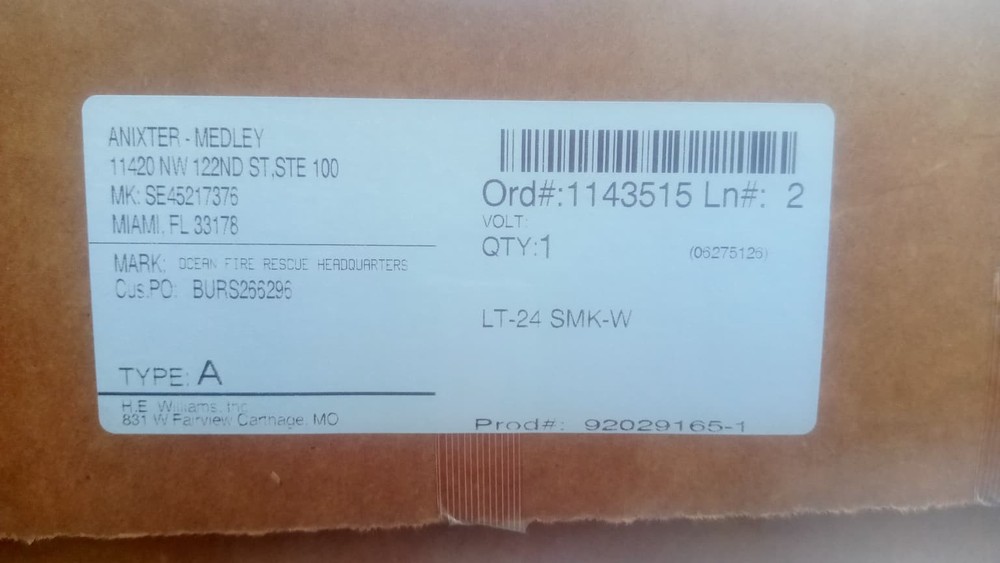 ANIXTER - MEDLEY
11420 NW 122ND ST,STE 100
MK: SE45217376
MIAMI, FL 33178
MARK: OCEAN FIRE RESCUE HEADQUARTERS
Cus.PO: BURS266296
TYPE: A
H.E. Williams, Inc
831 W Fairview Carthage, MO
Ord#:1143515 Ln#: 2
VOLT:
QTY:1 (06275126)
LT-24 SMK-W
Prod#: 92029165-1